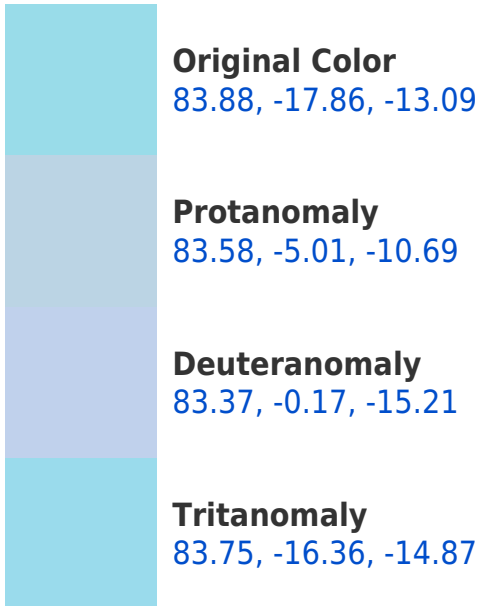 Original Color
83.88, -17.86, -13.09
Protanomaly
83.58, -5.01, -10.69
Deuteranomaly
83.37, -0.17, -15.21
Tritanomaly
83.75, -16.36, -14.87